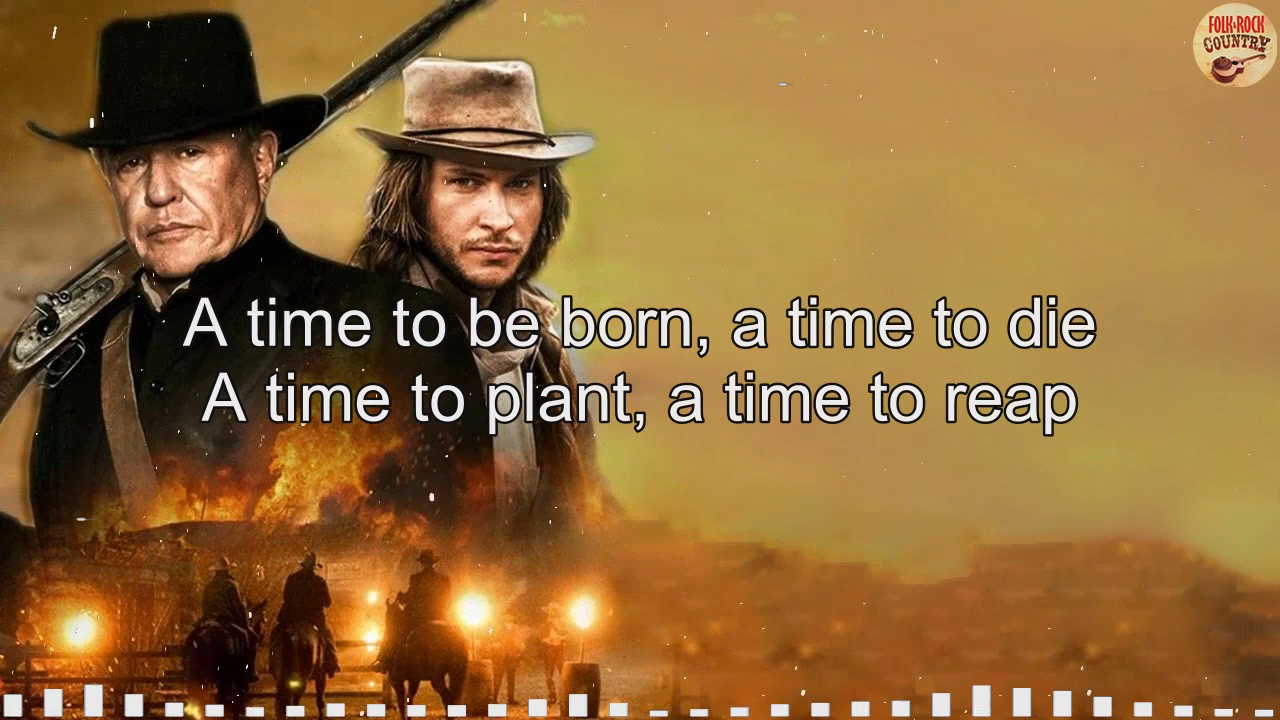 FOLK & ROCK
COUNTRY
A time to be born, a time to die
A time to plant, a time to reap